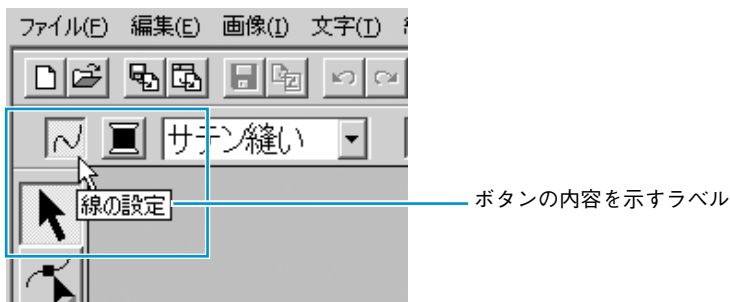 ファイル(F) 編集(E) 画像(I) 文字(T)
サテン縫い
線の設定
ボタンの内容を示すラベル